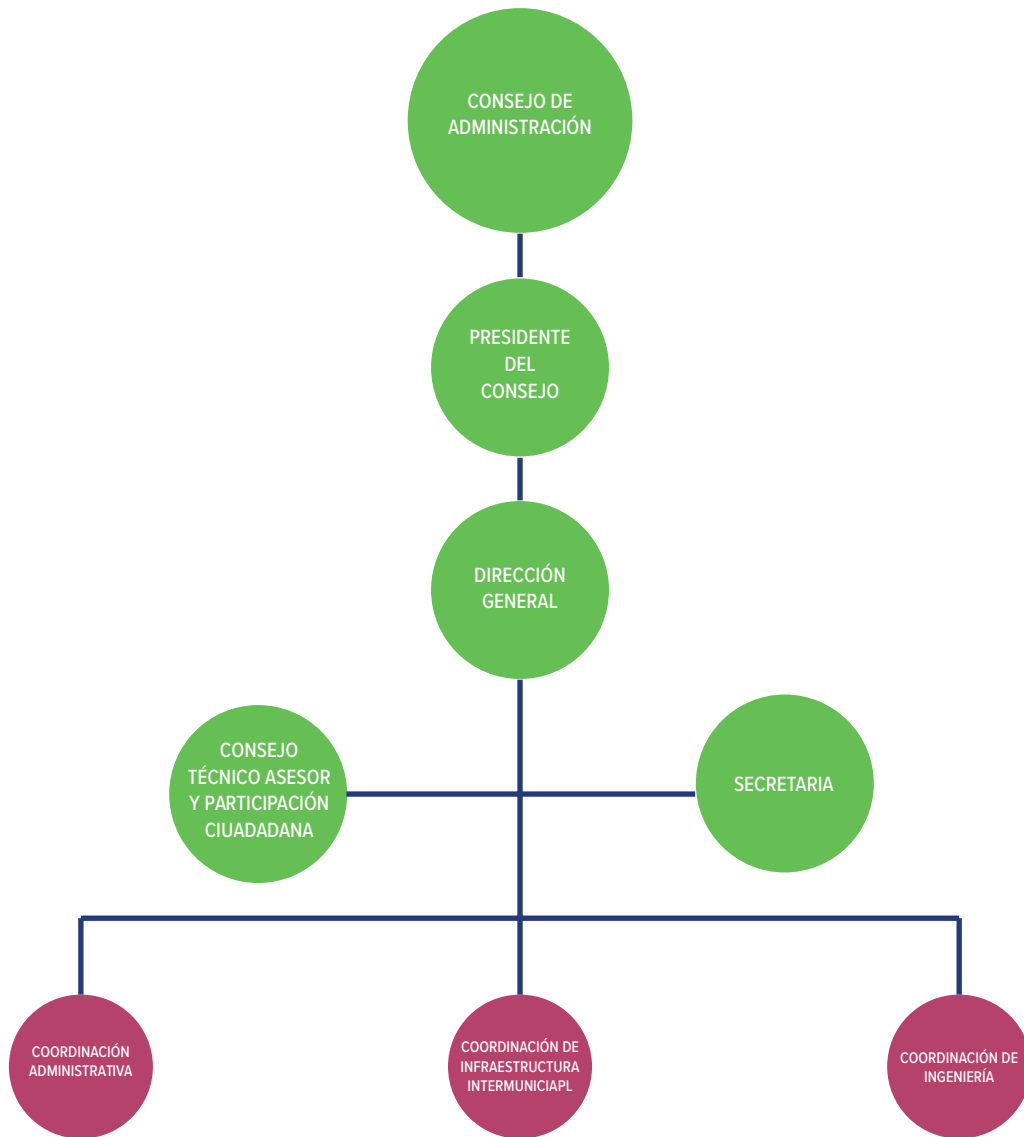 CONSEJO DE
ADMINISTRACIÓN
PRESIDENTE
DEL
CONSEJO
DIRECCIÓN
GENERAL
CONSEJO
TÉCNICO ASESOR
Y PARTICIPACIÓN
CIUADADANA
SECRETARIA
COORDINACIÓN
ADMINISTRATIVA
COORDINACIÓN DE
INFRAESTRUCTURA
INTERMUNICIAPL
COORDINACIÓN DE
INGENIERÍA